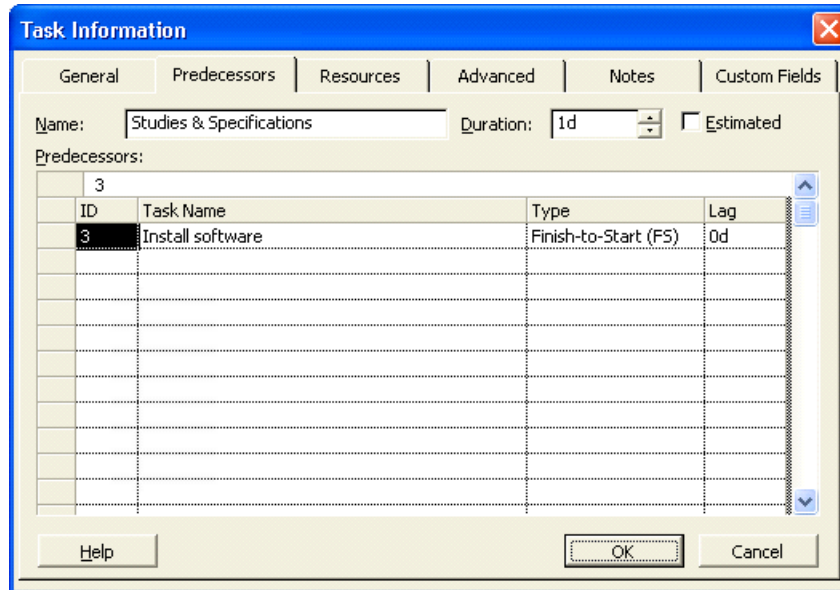 Task Information
General Predecessors Resources Advanced Notes Custom Fields
Name: Studies & Specifications Duration: 1d Estimated
Predecessors:
3
ID Task Name Type Lag
3 Install software Finish-to-Start (FS) 0d
Help OK Cancel